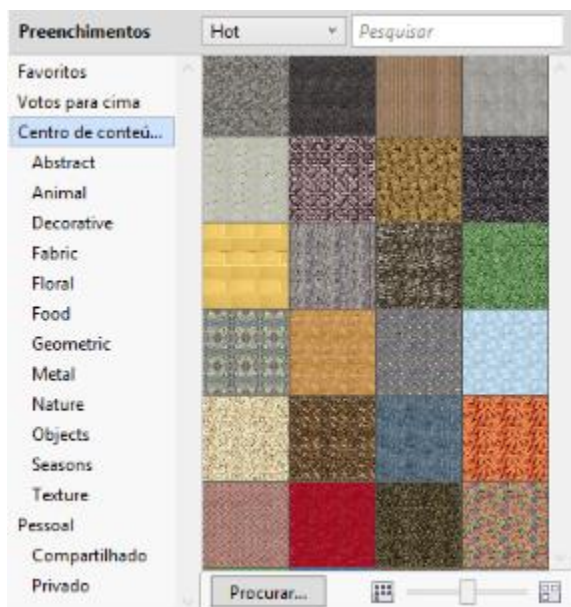 Preenchimentos
Hot
Pesquisar
Favoritos
Votos para cima
Centro de conteú...
Abstract
Animal
Decorative
Fabric
Floral
Food
Geometric
Metal
Nature
Objects
Seasons
Texture
Pessoal
Compartilhado
Privado
Procurar...